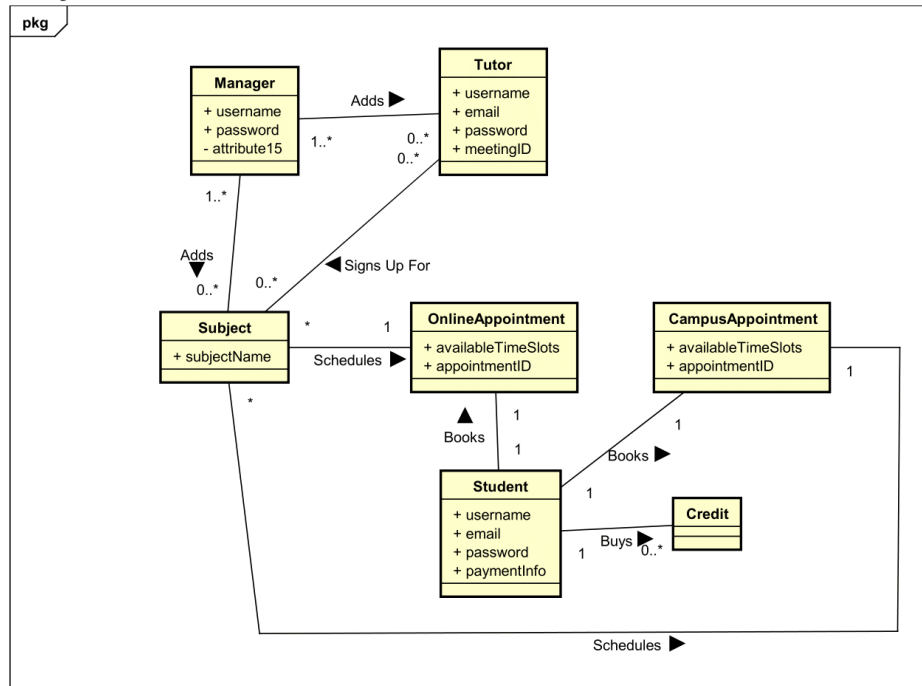 pkg
Manager
+ username
+ password
- attribute15
Adds
1..*
0..*
Tutor
+ username
+ email
+ password
+ meetingID
0..*
1..*
Adds
0..*
0..*
Signs Up For
Subject
+ subjectName
*
1
Schedules
OnlineAppointment
+ availableTimeSlots
+ appointmentID
CampusAppointment
+ availableTimeSlots
+ appointmentID
1
*
1
Books
1
1
Books
1
Student
+ username
+ email
+ password
+ paymentInfo
1
Buys
0..*
Credit
Schedules